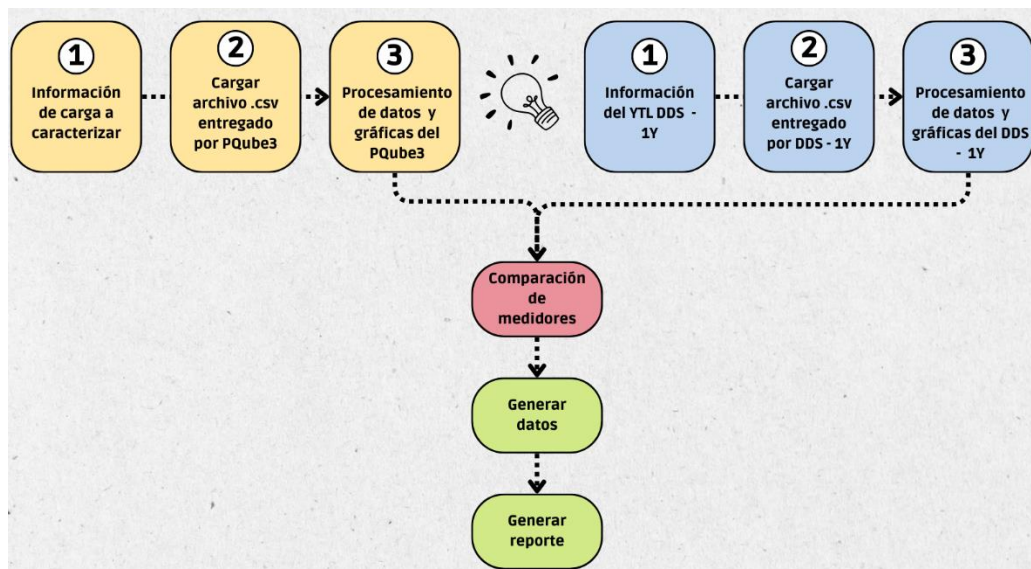 1
Información
de carga a
caracterizar
2
Cargar
archivo .csv
entregado
por PQube3
3
Procesamiento
de datos y
gráficas del
PQube3
1
Información
del YTL DDS -
1Y
2
Cargar
archivo .csv
entregado
por DDS - 1Y
3
Procesamiento
de datos y
gráficas del DDS
- 1Y
Comparación
de
medidores
Generar
datos
Generar
reporte